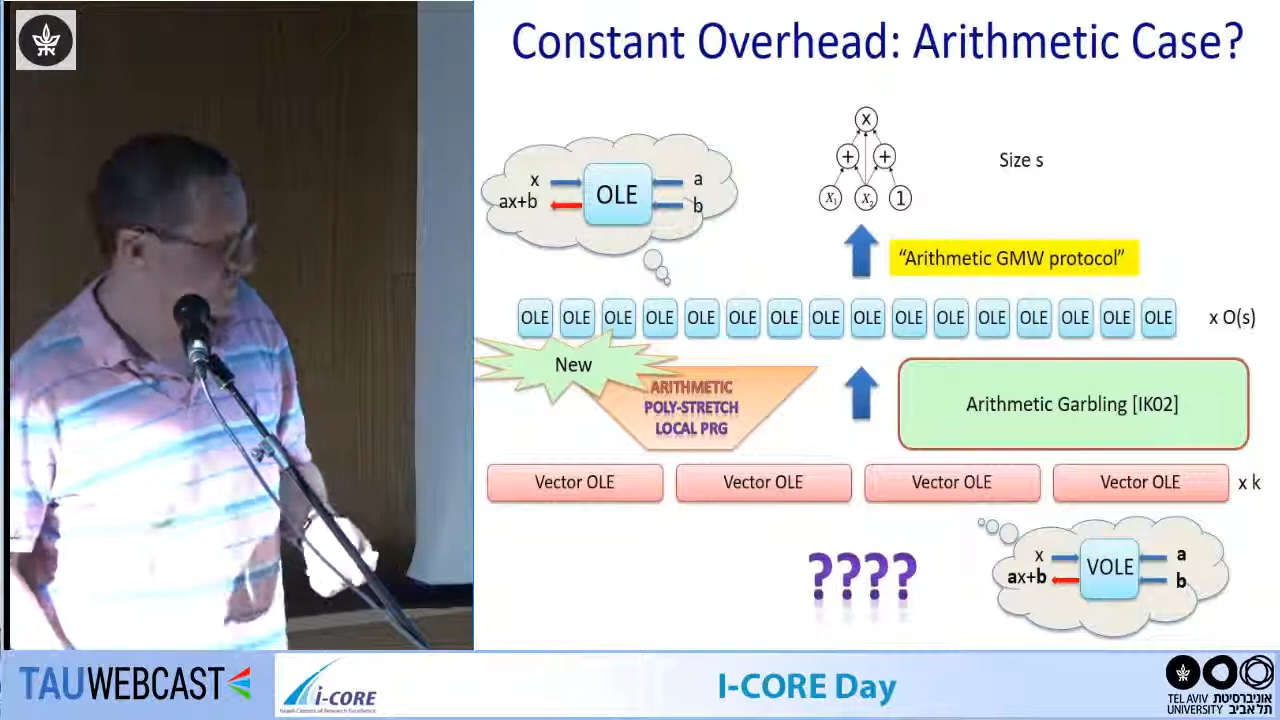 Constant Overhead: Arithmetic Case?
x
ax+b
OLE
a
b
x
+
+
X₁
X₂
1
Size s
"Arithmetic GMW protocol"
OLE OLE OLE OLE OLE OLE OLE OLE OLE OLE OLE OLE OLE OLE OLE OLE
x O(s)
New
ARITHMETIC
POLY-STRETCH
LOCAL PRG
Arithmetic Garbling [IK02]
Vector OLE
Vector OLE
Vector OLE
Vector OLE
x k
????
x
ax+b
VOLE
a
b
TAUWEBCAST
i-CORE
I-CORE Day
TEL AVIV UNIVERSITY
אוניברסיטת תל אביב